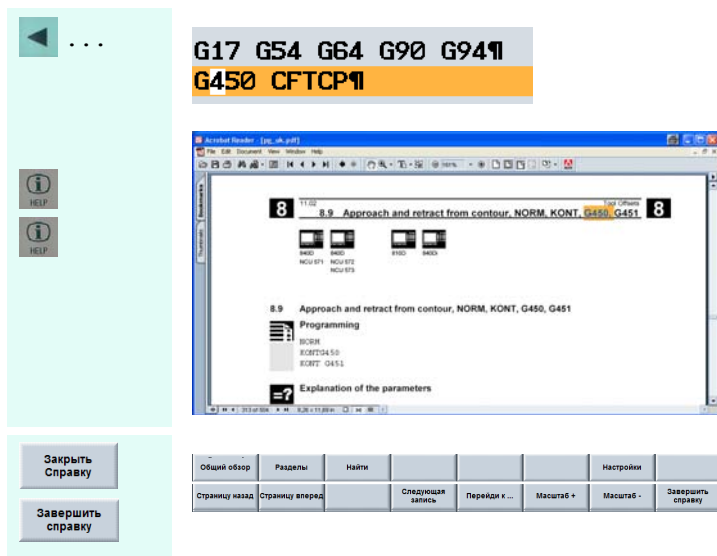 ...
G17 G54 G64 G90 G94¶
G450 CFTCP¶
Acrobat Reader - [pg_uk.pdf]
File Edit Document View Window Help
HELP
HELP
Bookmarks
Thumbnails
8
11.02
Tool Offsets
8.9 Approach and retract from contour, NORM, KONT, G450, G451
8
840D
NCU 571
840D
NCU 572
NCU 573
810D
840Di
8.9 Approach and retract from contour, NORM, KONT, G450, G451
Programming
NORM
KONTG450
KONT G451
=?
Explanation of the parameters
Закрыть
Справку
Завершить
справку
Общий обзор
Разделы
Найти
Настройки
Страницу назад
Страницу вперед
Следующая
запись
Перейди к ...
Масштаб +
Масштаб -
Завершить
справку